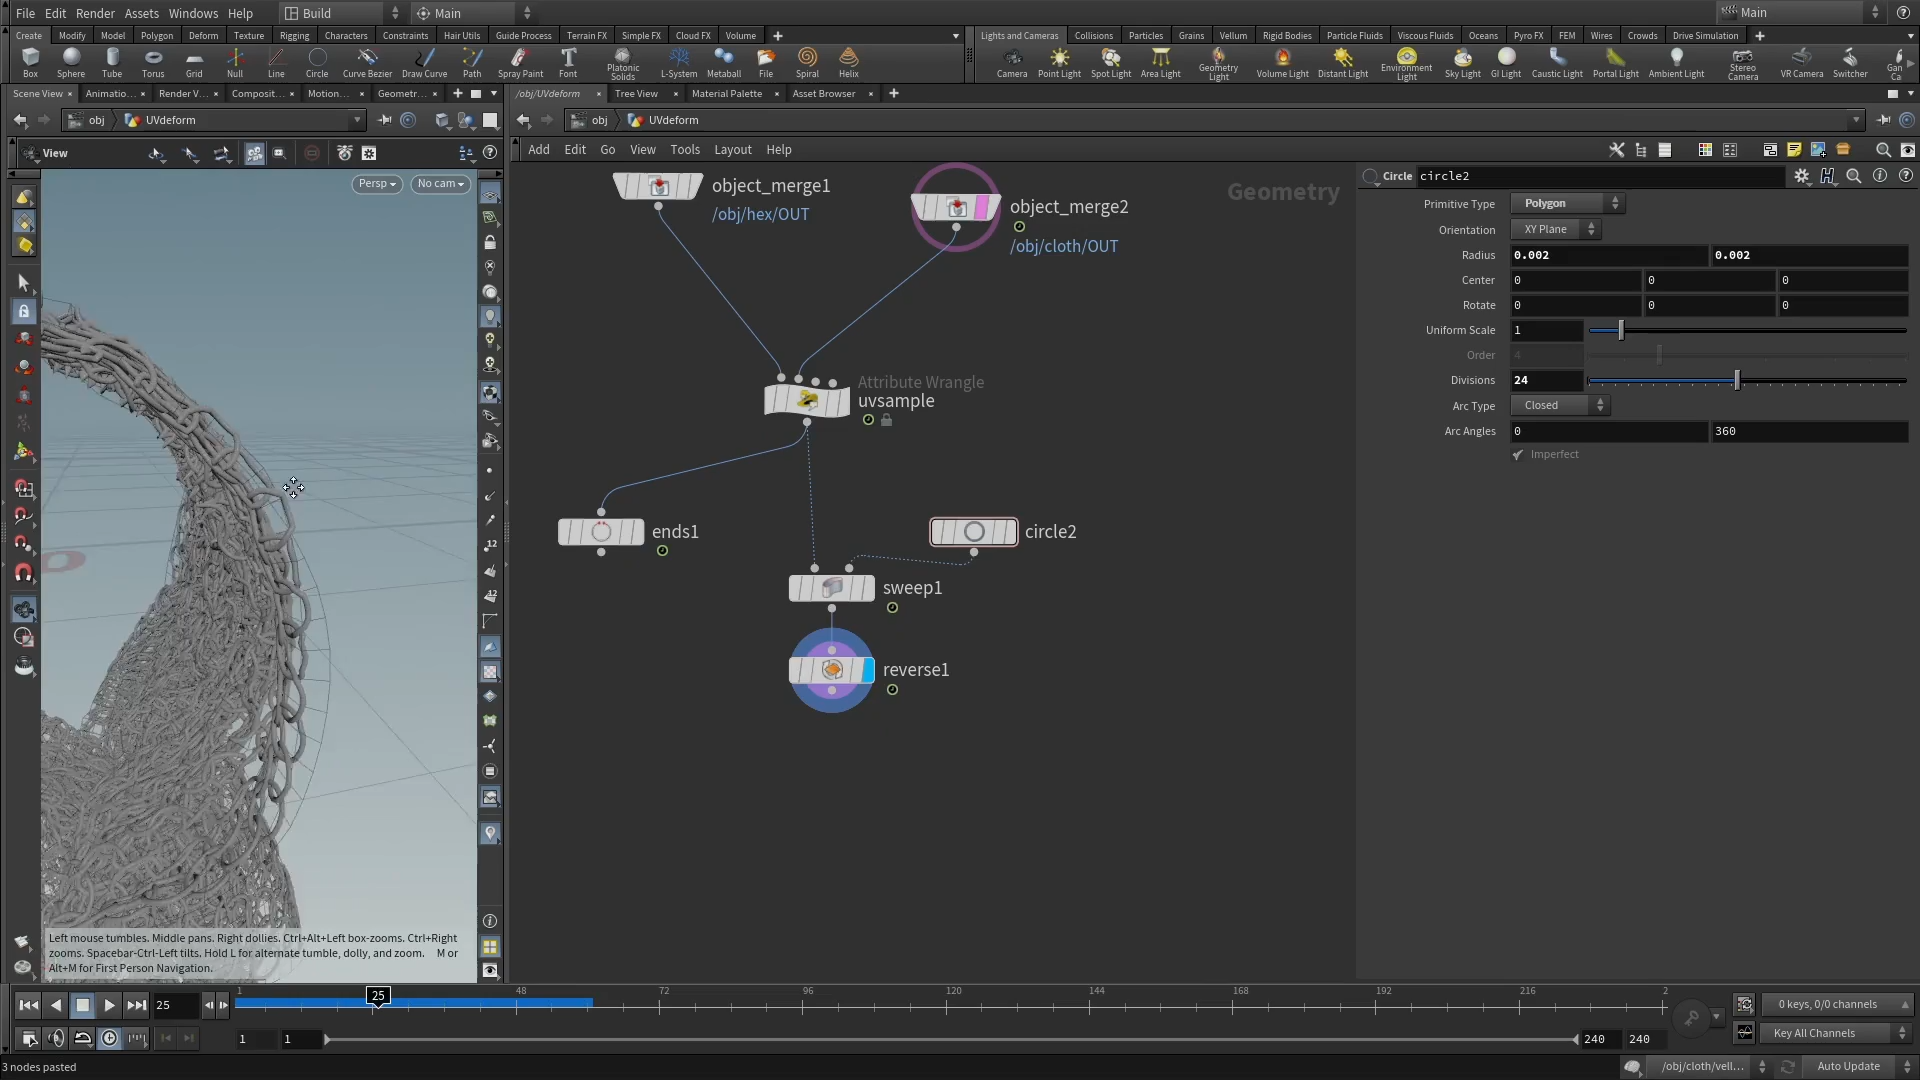 File Edit Render Assets Windows Help Build Main Main
Create Modify Model Polygon Deform Texture Rigging Characters Constraints Hair Utils Guide Process Terrain FX Simple FX Cloud FX Volume
Lights and Cameras Collisions Particles Grains Vellum Rigid Bodies Particle Fluids Viscous Fluids Oceans Pyro FX FEM Wires Crowds Drive Simulation
Box Sphere Tube Torus Grid Null Line Circle Curve Bezier Draw Curve Path Spray Paint Font Platonic Solids L-System Metaball File Spiral Helix
Camera Point Light Spot Light Area Light Geometry Light Volume Light Distant Light Environment Light Sky Light GI Light Caustic Light Portal Light Ambient Light Stereo Camera VR Camera Switcher Gan Ca
Scene View Animatio... Render V... Composit... Motion... Geometr...
/obj/UVdeform Tree View Material Palette Asset Browser
obj UVdeform
obj UVdeform
View
Add Edit Go View Tools Layout Help
Persp No cam
Geometry
object_merge1
/obj/hex/OUT
object_merge2
/obj/cloth/OUT
Attribute Wrangle
uvsample
ends1
circle2
sweep1
reverse1
Circle circle2
Primitive Type Polygon
Orientation XY Plane
Radius 0.002 0.002
Center 0 0 0
Rotate 0 0 0
Uniform Scale 1
Order 4
Divisions 24
Arc Type Closed
Arc Angles 0 360
Imperfect
12
12
Left mouse tumbles. Middle pans. Right dollies. Ctrl+Alt+Left box-zooms. Ctrl+Right
zooms. Spacebar-Ctrl-Left tilts. Hold L for alternate tumble, dolly, and zoom. M or
Alt+M for First Person Navigation.
25 1 25 48 72 96 120 144 168 192 216 2
0 keys, 0/0 channels
1 1 240 240
Key All Channels
3 nodes pasted
/obj/cloth/vell...
Auto Update